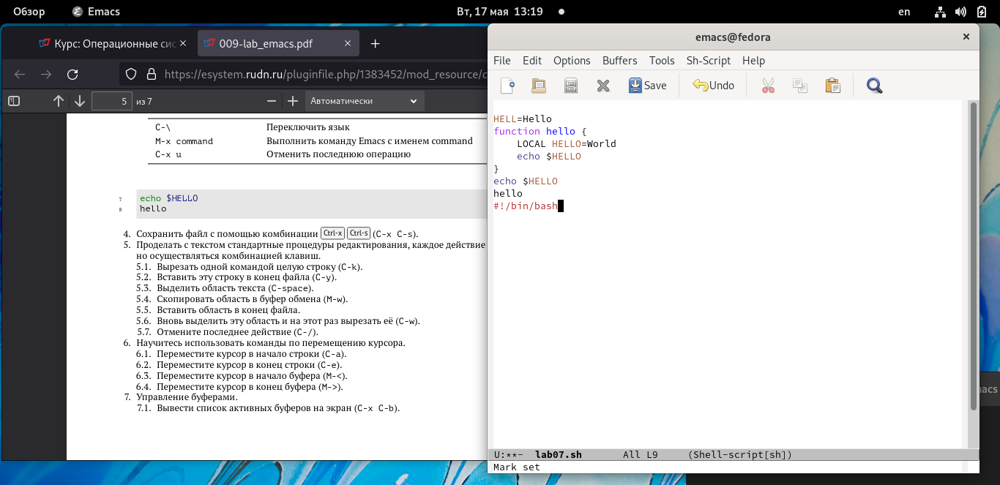 Обзор Emacs Вт, 17 мая 13:19 en
Курс: Операционные сис 009-lab_emacs.pdf
https://esystem.rudn.ru/pluginfile.php/1383452/mod_resource/c
5 из 7 Автоматически
C-\ Переключить язык
M-x command Выполнить команду Emacs с именем command
C-x u Отменить последнюю операцию
7 echo $HELLO
8 hello
4. Сохранить файл с помощью комбинации Ctrl-x Ctrl-s (C-x C-s).
5. Проделать с текстом стандартные процедуры редактирования, каждое действие
но осуществляться комбинацией клавиш.
5.1. Вырезать одной командой целую строку (C-k).
5.2. Вставить эту строку в конец файла (C-y).
5.3. Выделить область текста (C-space).
5.4. Скопировать область в буфер обмена (M-w).
5.5. Вставить область в конец файла.
5.6. Вновь выделить эту область и на этот раз вырезать её (C-w).
5.7. Отмените последнее действие (C-/).
6. Научитесь использовать команды по перемещению курсора.
6.1. Переместите курсор в начало строки (C-a).
6.2. Переместите курсор в конец строки (C-e).
6.3. Переместите курсор в начало буфера (M-<).
6.4. Переместите курсор в конец буфера (M->).
7. Управление буферами.
7.1. Вывести список активных буферов на экран (C-x C-b).
emacs@fedora
File Edit Options Buffers Tools Sh-Script Help
Save Undo
HELL=Hello
function hello {
    LOCAL HELLO=World
    echo $HELLO
}
echo $HELLO
hello
#!/bin/bash
U:**- lab07.sh All L9 (Shell-script[sh])
Mark set
macs